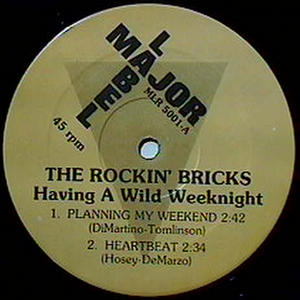 MAJOR
LABEL
MLR 5001-A
45 rpm
THE ROCKIN' BRICKS
Having A Wild Weeknight
1. PLANNING MY WEEKEND 2:42
(DiMartino-Tomlinson)
2. HEARTBEAT 2:34
(Hosey-DeMarzo)